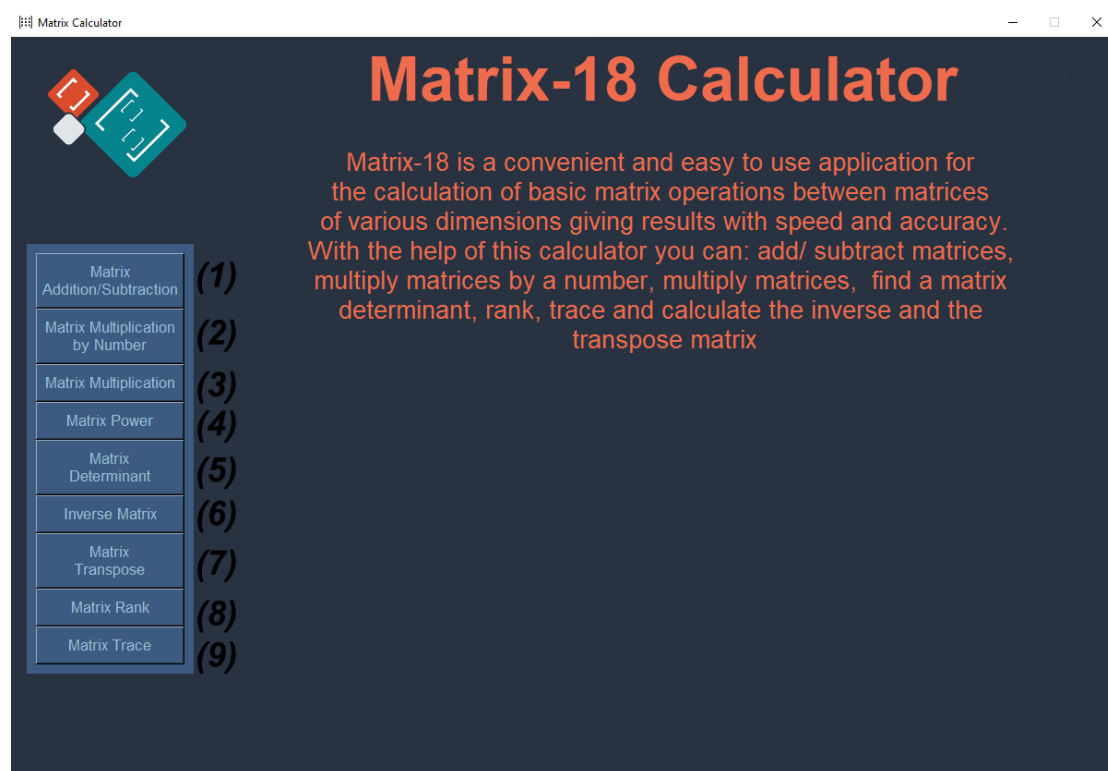 Matrix Calculator
Matrix-18 Calculator
Matrix-18 is a convenient and easy to use application for
the calculation of basic matrix operations between matrices
of various dimensions giving results with speed and accuracy.
With the help of this calculator you can: add/ subtract matrices,
multiply matrices by a number, multiply matrices,  find a matrix
determinant, rank, trace and calculate the inverse and the
transpose matrix
Matrix
Addition/Subtraction
(1)
Matrix Multiplication
by Number
(2)
Matrix Multiplication
(3)
Matrix Power
(4)
Matrix
Determinant
(5)
Inverse Matrix
(6)
Matrix
Transpose
(7)
Matrix Rank
(8)
Matrix Trace
(9)